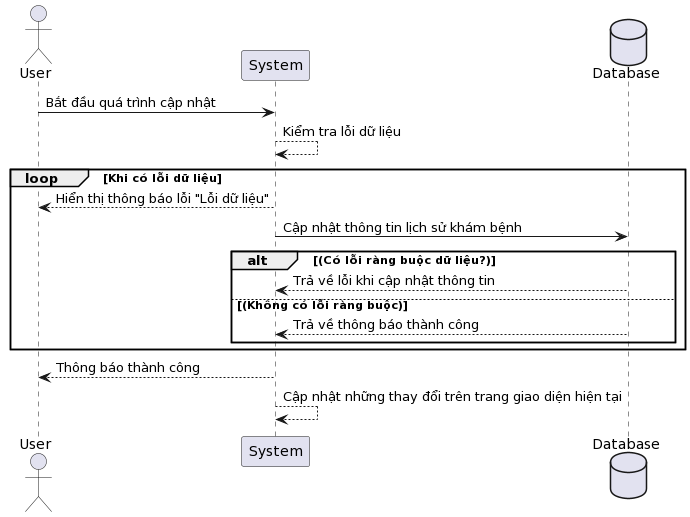 User
System
Database
Bắt đầu quá trình cập nhật
Kiểm tra lỗi dữ liệu
loop [Khi có lỗi dữ liệu]
Hiển thị thông báo lỗi "Lỗi dữ liệu"
Cập nhật thông tin lịch sử khám bệnh
alt [(Có lỗi ràng buộc dữ liệu?)]
Trả về lỗi khi cập nhật thông tin
[(Không có lỗi ràng buộc)]
Trả về thông báo thành công
Thông báo thành công
Cập nhật những thay đổi trên trang giao diện hiện tại
User
System
Database